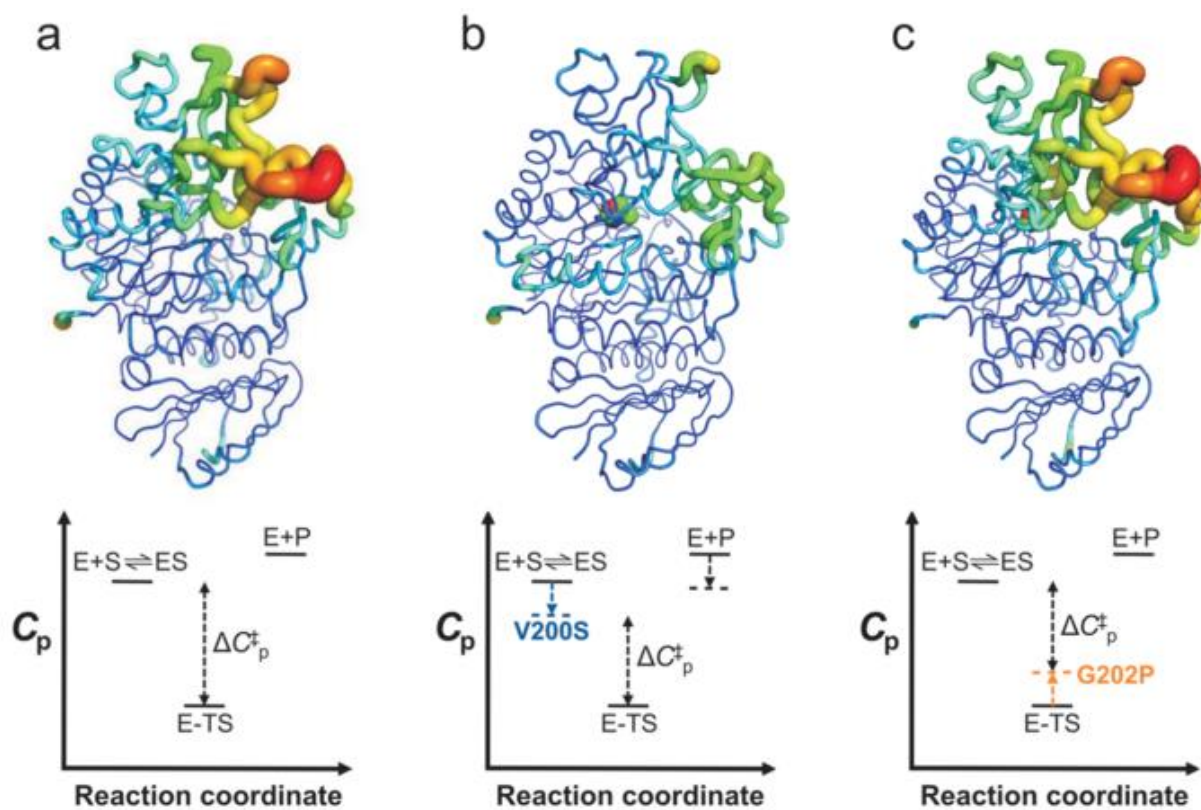 a
b
c
E+S⇌ES
E+P
ΔC‡p
E-TS
Cp
Reaction coordinate
E+S⇌ES
E+P
V200S
ΔC‡p
E-TS
Cp
Reaction coordinate
E+S⇌ES
E+P
ΔC‡p
G202P
E-TS
Cp
Reaction coordinate